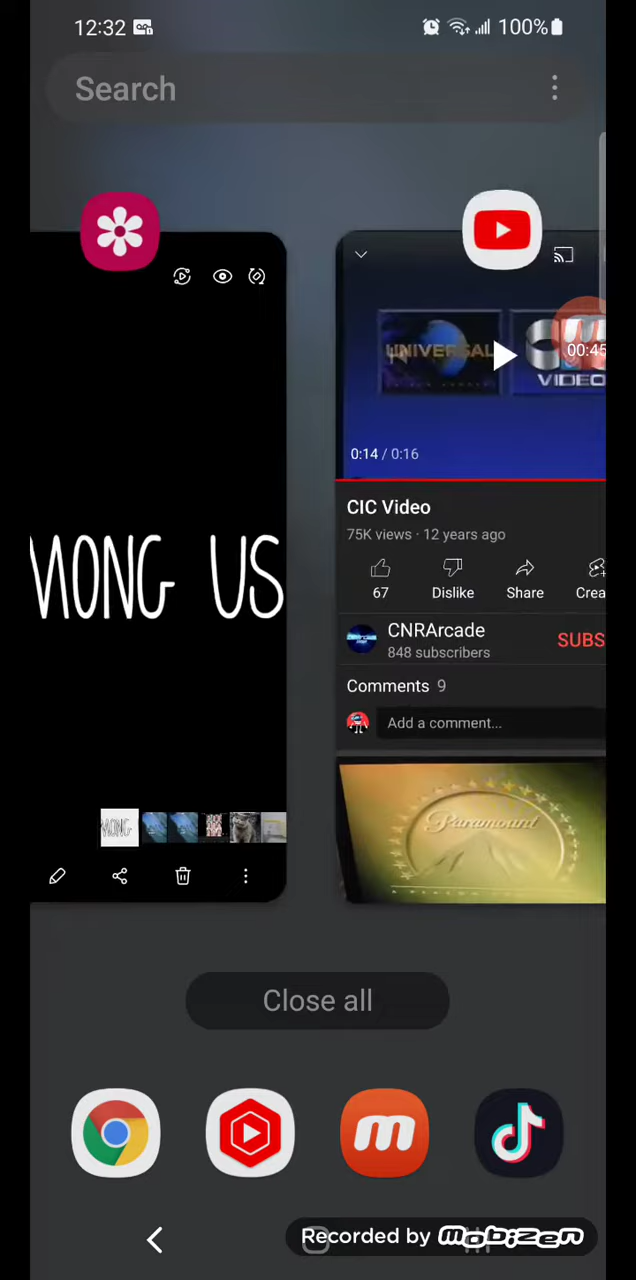 12:32
100%
Search
MONG US
UNIVERSAL
VIDEO
00:45
0:14 / 0:16
CIC Video
75K views · 12 years ago
67
Dislike
Share
Crea
CNRArcade
848 subscribers
SUBS
Comments 9
Add a comment...
Paramount
Close all
Recorded by mobizen